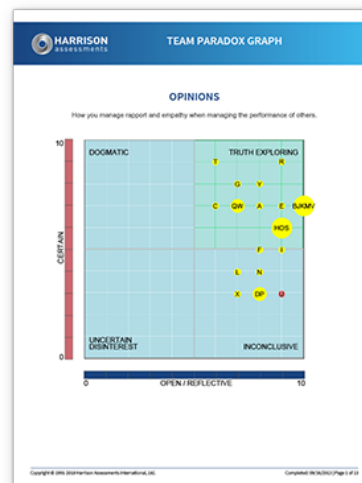 HARRISON
assessments
TEAM PARADOX GRAPH
OPINIONS
How you manage rapport and empathy when managing the performance of others.
10
DOGMATIC
TRUTH EXPLORING
T
R
G
Y
C
QW
A
E
BJKMV
HOS
F
I
L
N
X
DP
CERTAIN
UNCERTAIN
DISINTEREST
INCONCLUSIVE
0
0
OPEN / REFLECTIVE
10